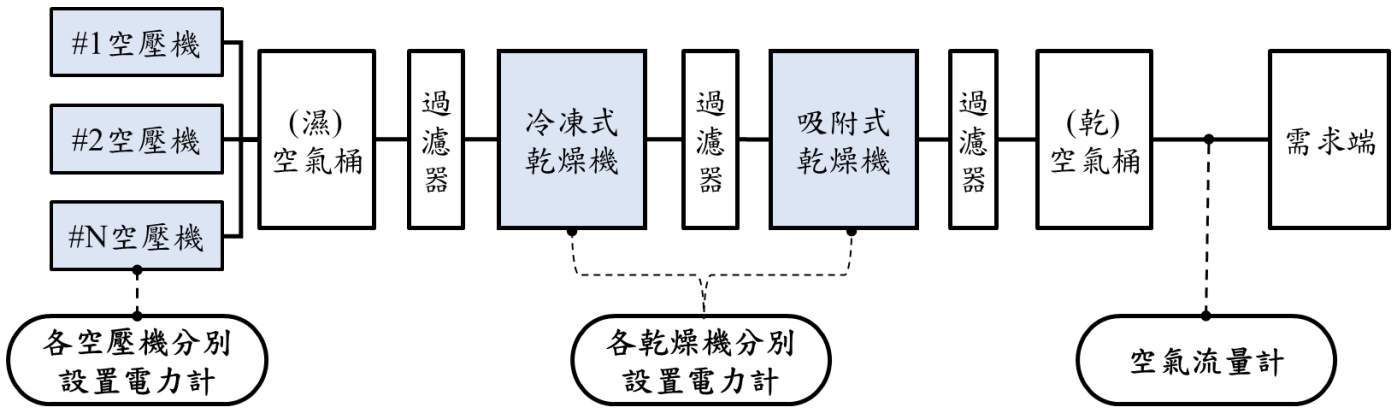 #1空壓機
#2空壓機
#N空壓機
(濕)
空氣桶
過
濾
器
冷凍式
乾燥機
過
濾
器
吸附式
乾燥機
過
濾
器
(乾)
空氣桶
需求端
各空壓機分別
設置電力計
各乾燥機分別
設置電力計
空氣流量計